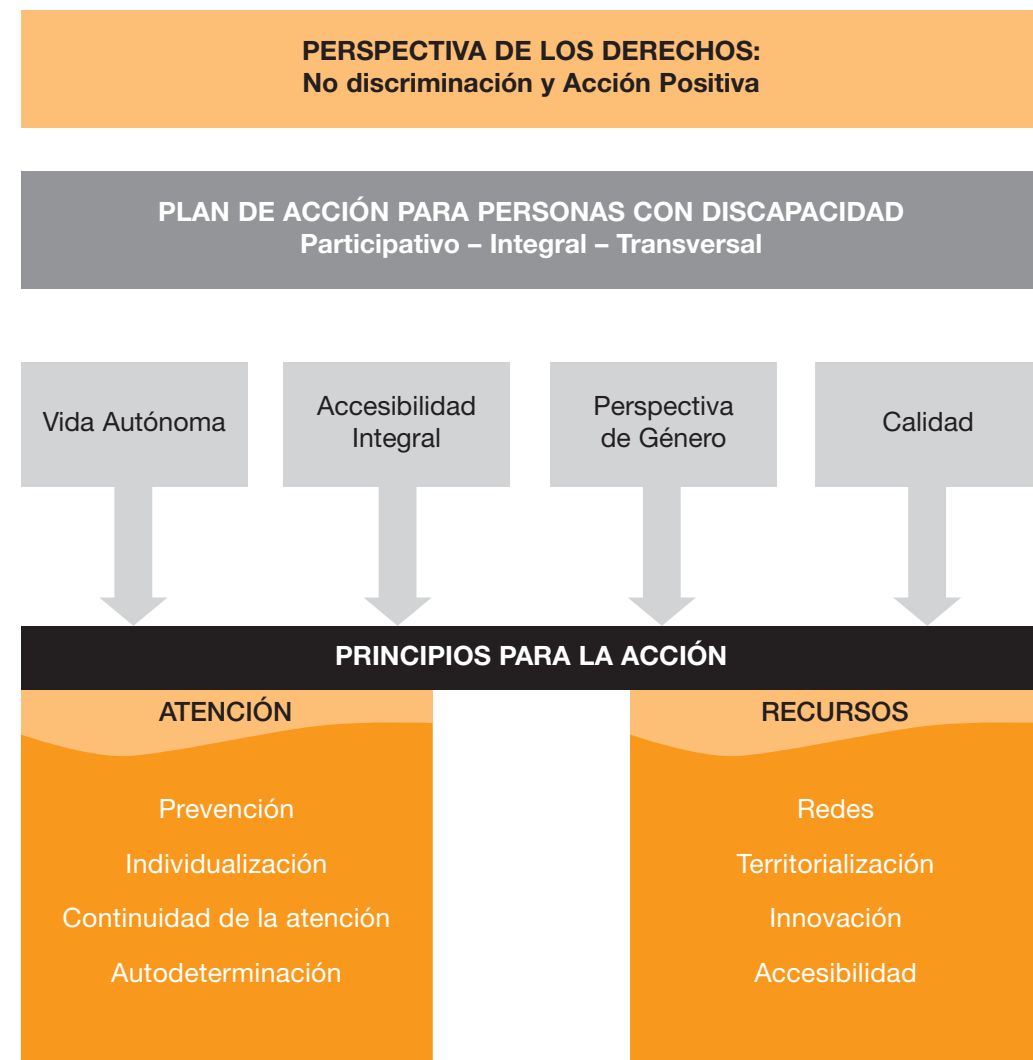 PERSPECTIVA DE LOS DERECHOS:
No discriminación y Acción Positiva
PLAN DE ACCIÓN PARA PERSONAS CON DISCAPACIDAD
Participativo – Integral – Transversal
Vida Autónoma
Accesibilidad
Integral
Perspectiva
de Género
Calidad
PRINCIPIOS PARA LA ACCIÓN
ATENCIÓN
Prevención
Individualización
Continuidad de la atención
Autodeterminación
RECURSOS
Redes
Territorialización
Innovación
Accesibilidad